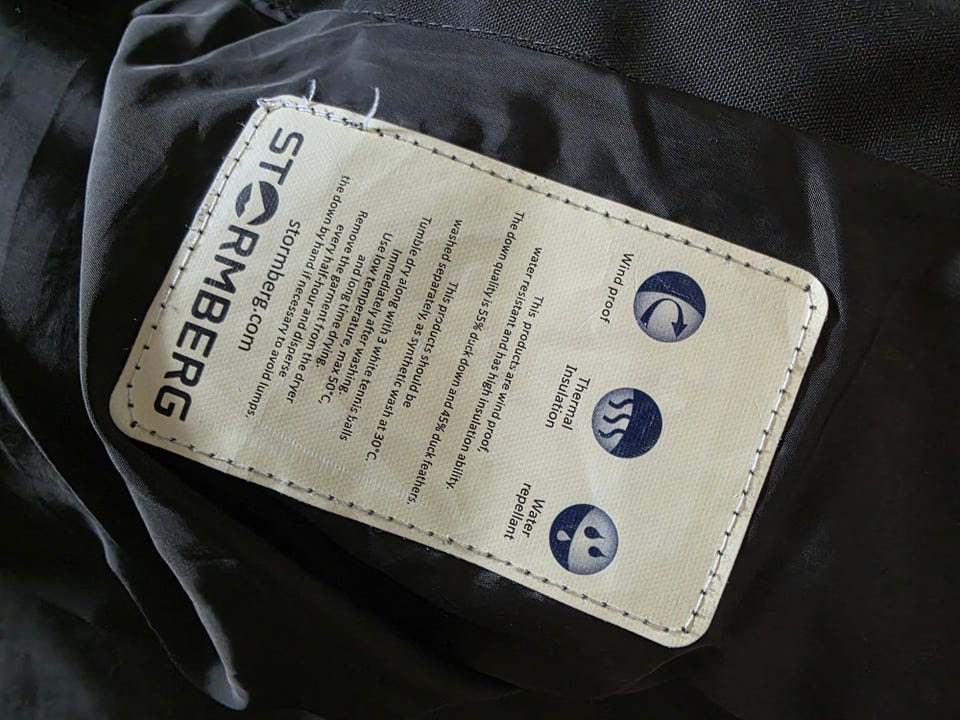 Wind proof
Thermal
Insulation
Water
repellant
This products are wind proof,
water resistant and has high insulation ability.
The down quality is 55% duck down and 45% duck feathers.
This products should be
washed separately as synthetic wash at 30°C.
Tumble dry along with 3 white tennis balls
immediately after water washing.
Use low temperature, max 50°C,
and long time drying.
Remove the garment from the dryer
every half-hour and disperse
the down by hand if necessary to avoid lumps.
stormberg.com
STORMBERG